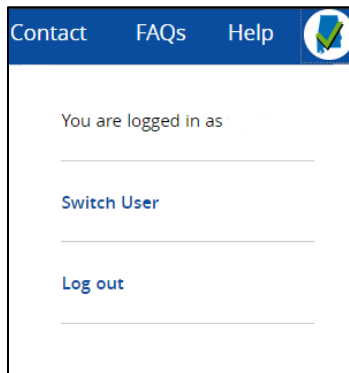 Contact FAQs Help
You are logged in as
Switch User
Log out